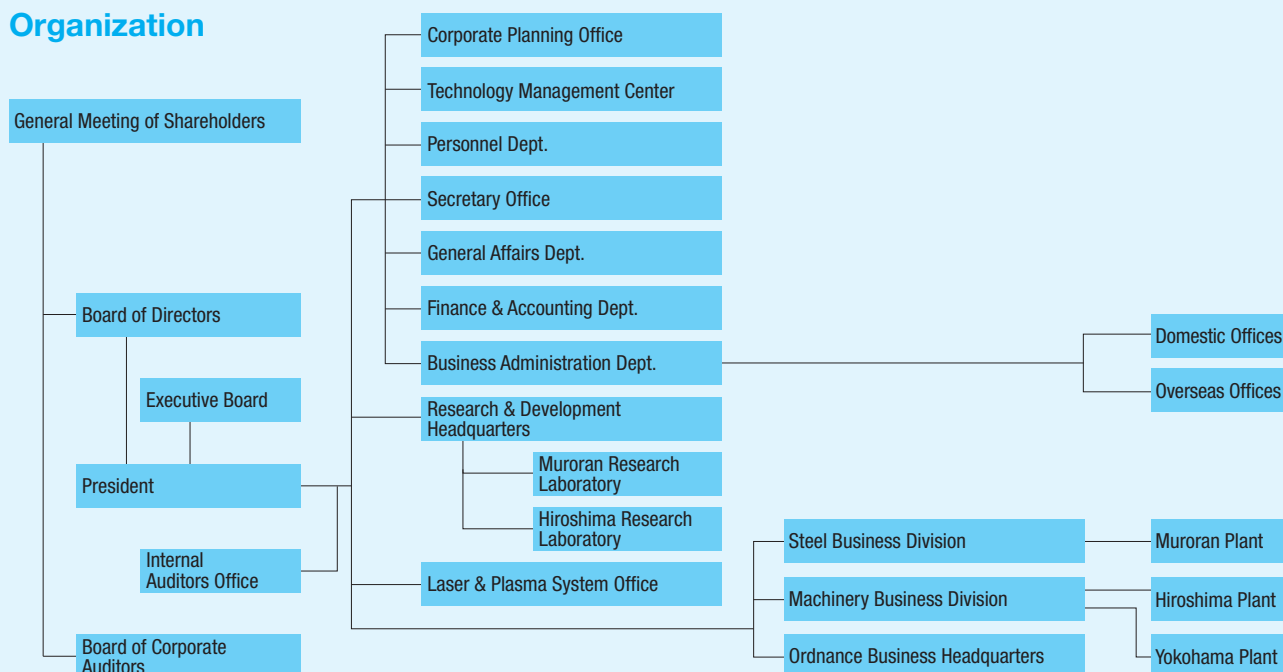 Organization
General Meeting of Shareholders
Board of Directors
Executive Board
President
Internal
Auditors Office
Board of Corporate
Auditors
Corporate Planning Office
Technology Management Center
Personnel Dept.
Secretary Office
General Affairs Dept.
Finance & Accounting Dept.
Business Administration Dept.
Research & Development
Headquarters
Muroran Research
Laboratory
Hiroshima Research
Laboratory
Laser & Plasma System Office
Steel Business Division
Machinery Business Division
Ordnance Business Headquarters
Domestic Offices
Overseas Offices
Muroran Plant
Hiroshima Plant
Yokohama Plant